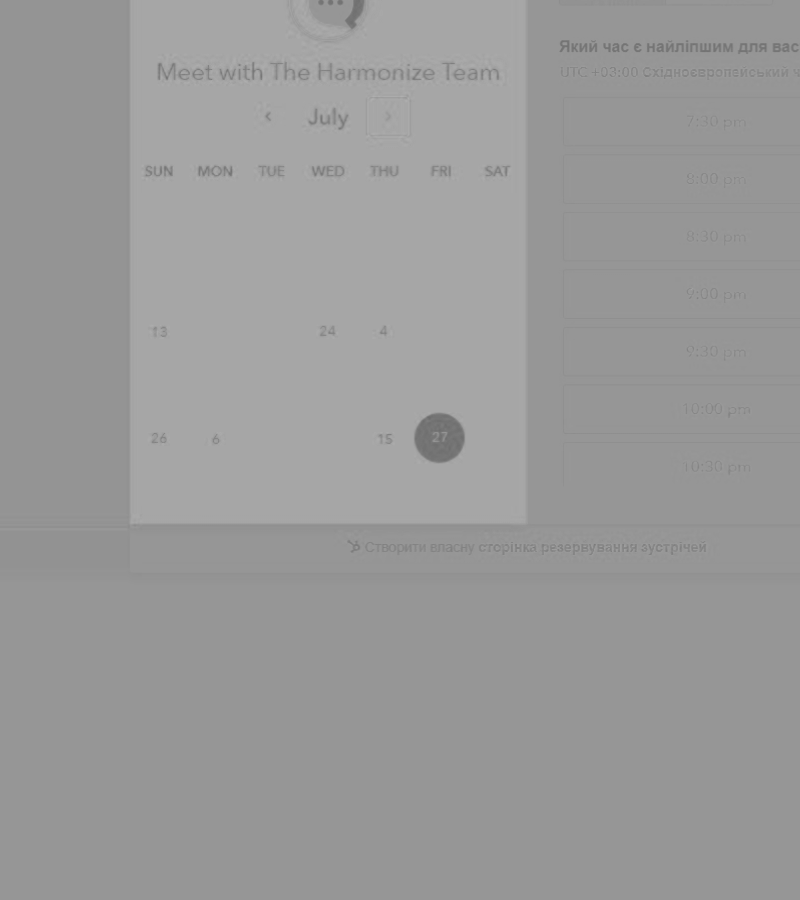 Meet with The Harmonize Team
July
SUN MON TUE WED THU FRI SAT
13 24 4
26 6 15 27
Який час є найліпшим для вас
UTC +03:00 Східноєвропейський ч
7:30 pm
8:00 pm
8:30 pm
9:00 pm
9:30 pm
10:00 pm
10:30 pm
Створити власну сторінка резервування зустрічей